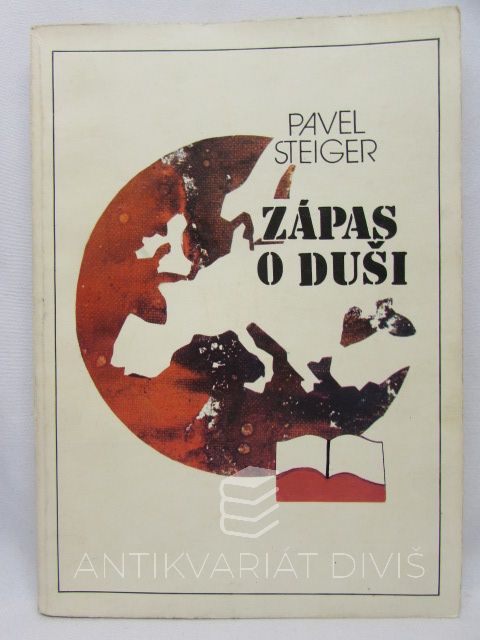 PAVEL
STEIGER
ZÁPAS
O DUŠI
ANTIKVARIÁT DIVIŠ